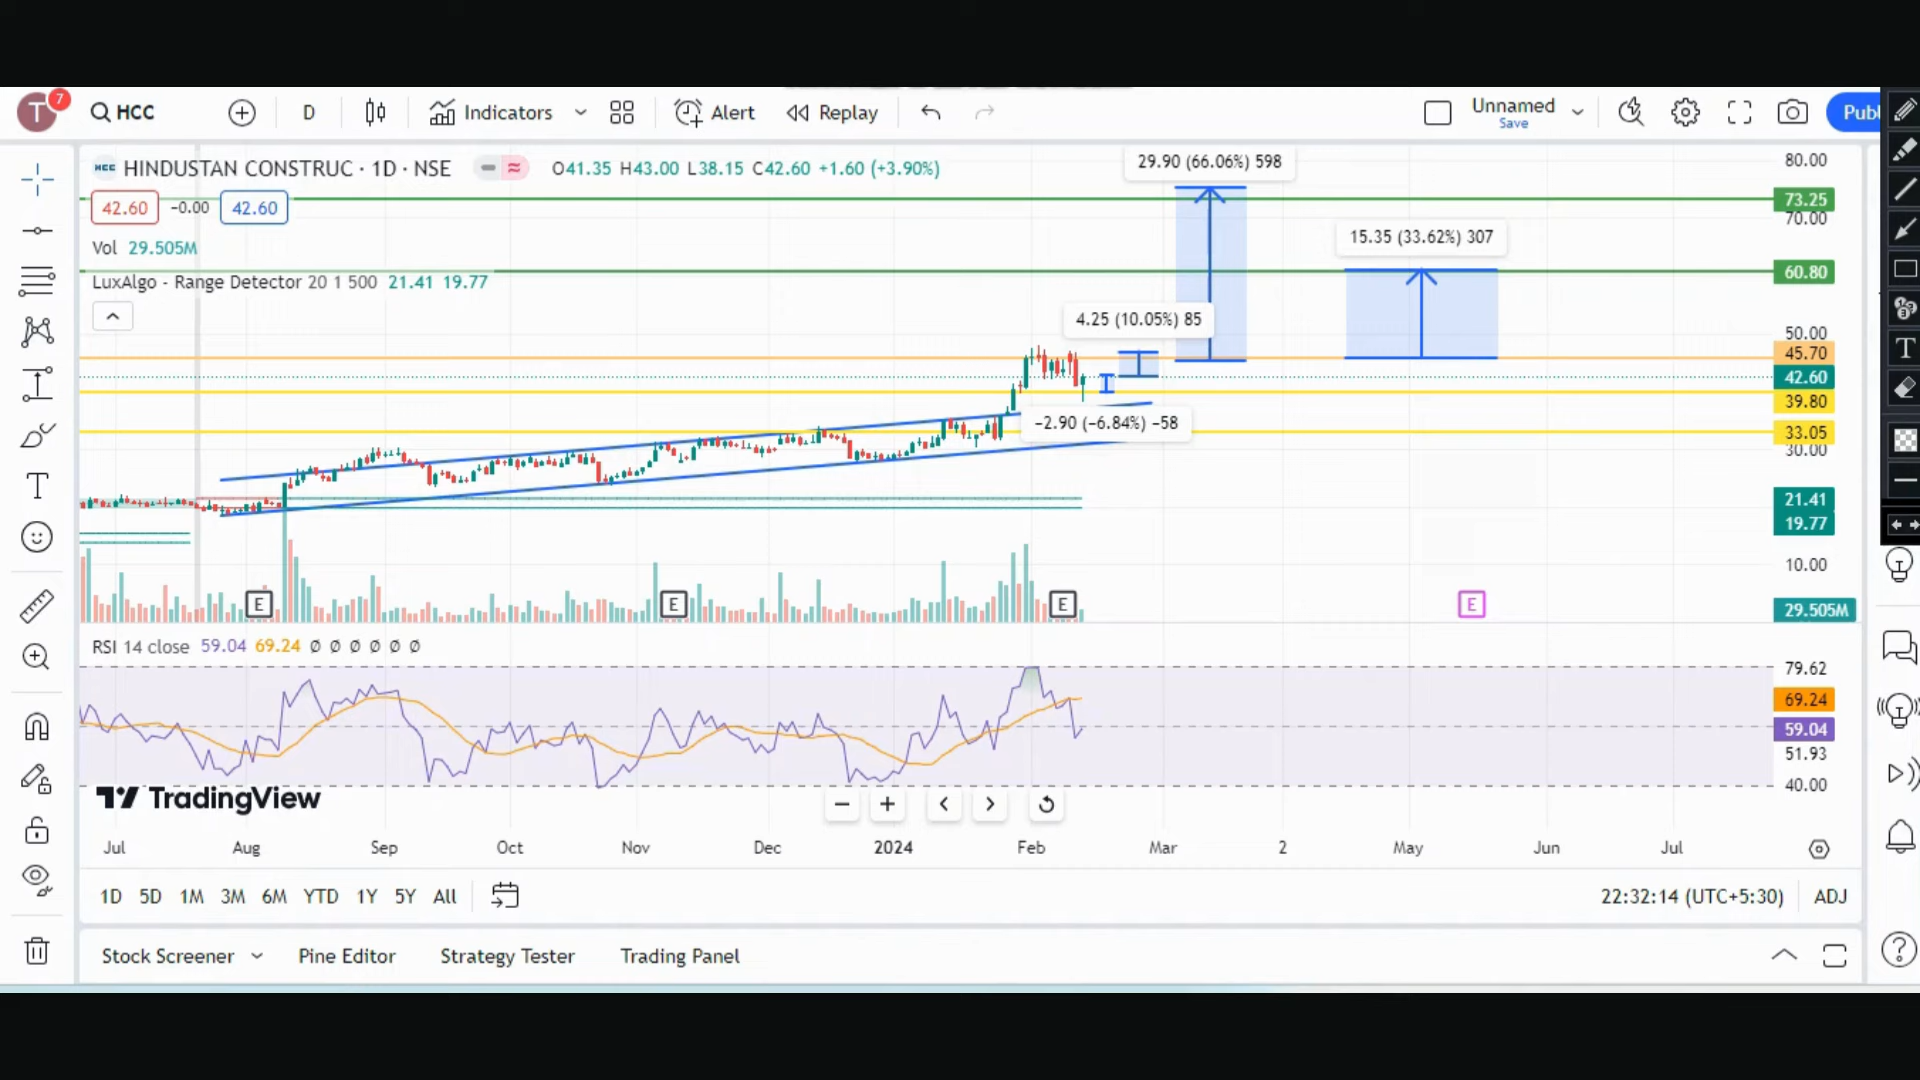 T 7 HCC D Indicators Alert Replay Unnamed Save Publ
HCC HINDUSTAN CONSTRUC · 1D · NSE O41.35 H43.00 L38.15 C42.60 +1.60 (+3.90%)
42.60 −0.00 42.60
Vol 29.505M
LuxAlgo - Range Detector 20 1 500 21.41 19.77
29.90 (66.06%) 598
15.35 (33.62%) 307
4.25 (10.05%) 85
−2.90 (−6.84%) −58
80.00
73.25
70.00
60.80
50.00
45.70
42.60
39.80
33.05
30.00
21.41
19.77
10.00
29.505M
E E E E
RSI 14 close 59.04 69.24 Ø Ø Ø Ø Ø Ø
79.62
69.24
59.04
51.93
40.00
TradingView
Jul Aug Sep Oct Nov Dec 2024 Feb Mar 2 May Jun Jul
1D 5D 1M 3M 6M YTD 1Y 5Y All 22:32:14 (UTC+5:30) ADJ
Stock Screener Pine Editor Strategy Tester Trading Panel